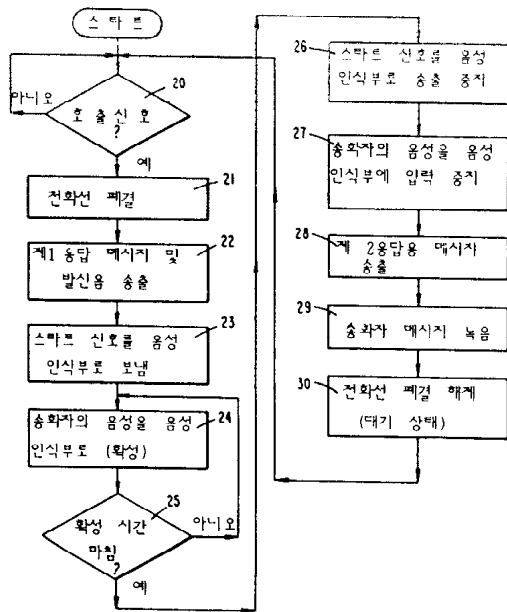 스타트
20
호출신호
?
아니오
예
21
전화선 폐결
22
제1 응답 메시지 및
발신음 송출
23
스타트 신호를 음성
인식부로 보냄
24
송화자의 음성을 음성
인식부로 (확성)
25
확성 시간
마침
?
아니오
예
26
스타트 신호를 음성
인식부로 송출 중지
27
송화자의 음성을 음성
인식부에 입력 중지
28
제 2응답용 메시지
송출
29
송화자 메시지 녹음
30
전화선 폐결 해제
(대기 상태)